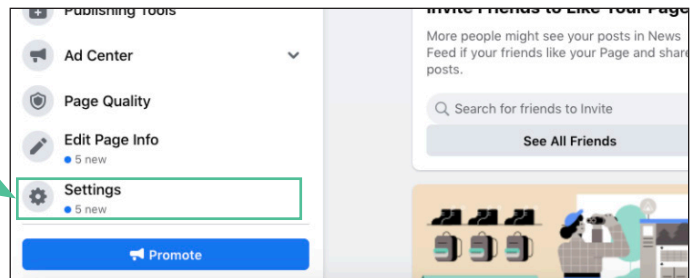 Publishing Tools
Ad Center
Page Quality
Edit Page Info
5 new
Settings
5 new
Promote
Invite Friends to Like Your Page
More people might see your posts in News
Feed if your friends like your Page and share
posts.
Search for friends to Invite
See All Friends